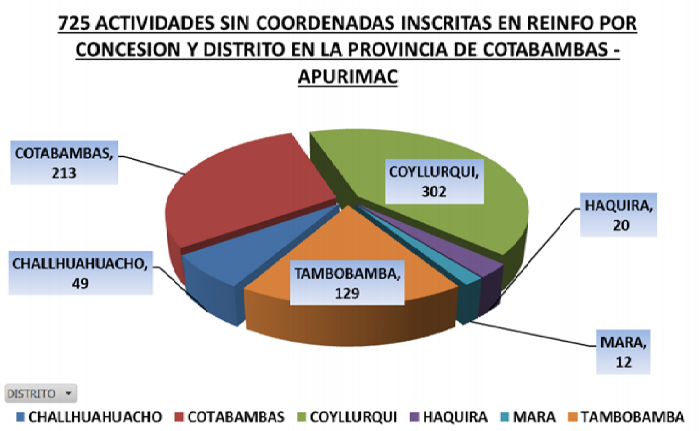 725 ACTIVIDADES SIN COORDENADAS INSCRITAS EN REINFO POR
CONCESION Y DISTRITO EN LA PROVINCIA DE COTABAMBAS -
APURIMAC
COTABAMBAS,
213
COYLLURQUI,
302
HAQUIRA,
20
CHALLHUAHUACHO,
49
TAMBOBAMBA,
129
MARA,
12
DISTRITO
CHALLHUAHUACHO COTABAMBAS COYLLURQUI HAQUIRA MARA TAMBOBAMBA